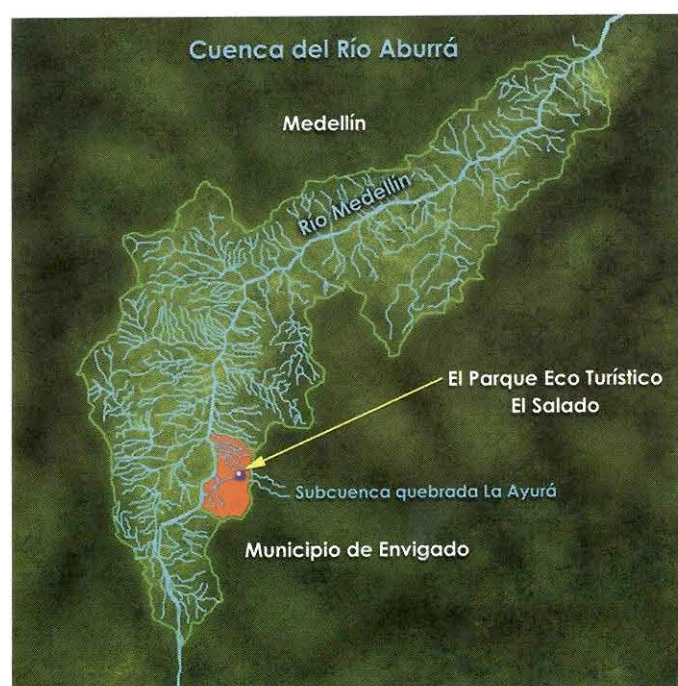 Cuenca del Río Aburrá
Medellín
Río Medellín
El Parque Eco Turístico
El Salado
Subcuenca quebrada La Ayurá
Municipio de Envigado